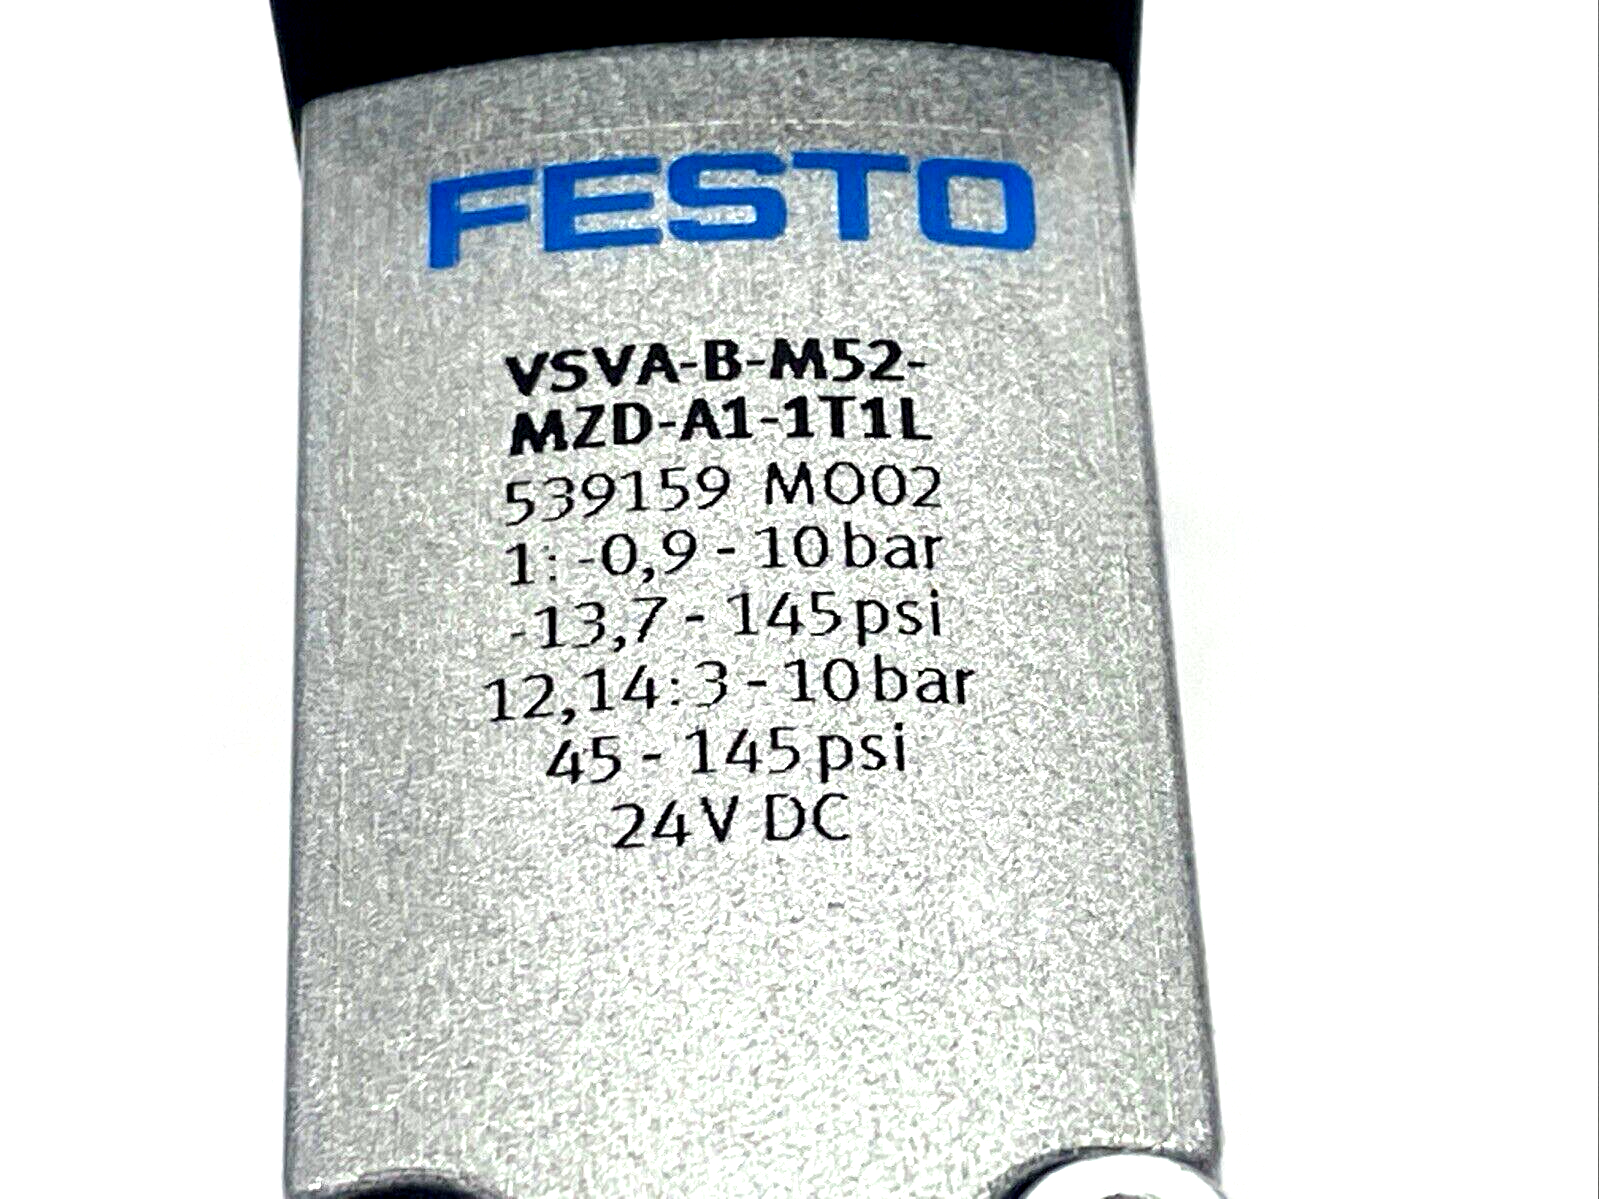 FESTO
VSVA-B-M52-
MZD-A1-1T1L
539159 MO02
1: -0,9 - 10 bar
-13,7 - 145 psi
12,14: 3 - 10 bar
45 - 145 psi
24V DC